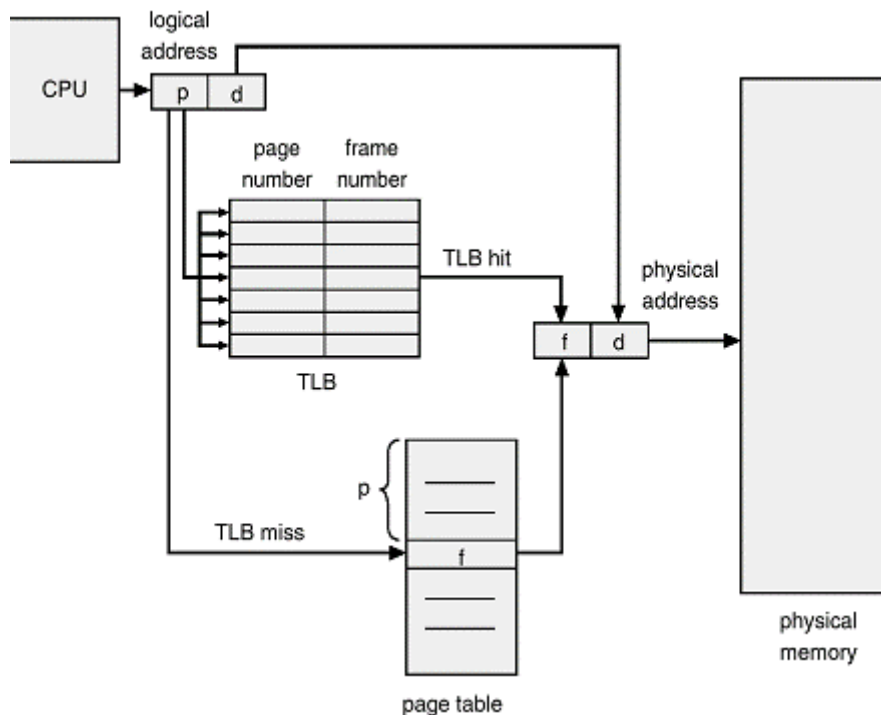 logical
address
CPU
p d
page
number
frame
number
TLB hit
physical
address
f d
TLB
p
TLB miss
f
physical
memory
page table